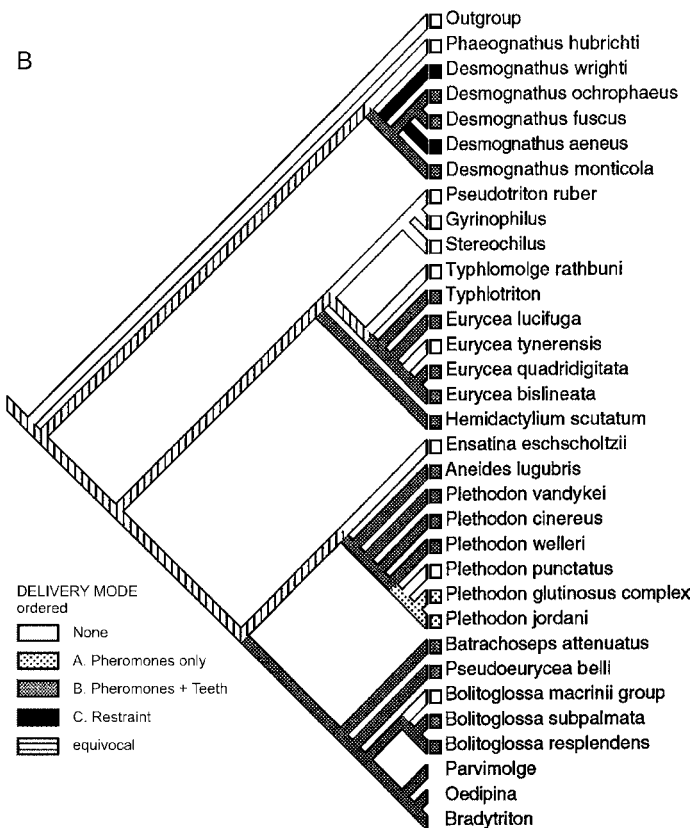 B
Outgroup
Phaeognathus hubrichti
Desmognathus wrighti
Desmognathus ochrophaeus
Desmognathus fuscus
Desmognathus aeneus
Desmognathus monticola
Pseudotriton ruber
Gyrinophilus
Stereochilus
Typhlomolge rathbuni
Typhlotriton
Eurycea lucifuga
Eurycea tynerensis
Eurycea quadridigitata
Eurycea bislineata
Hemidactylium scutatum
Ensatina eschscholtzii
Aneides lugubris
Plethodon vandykei
Plethodon cinereus
Plethodon welleri
Plethodon punctatus
Plethodon glutinosus complex
Plethodon jordani
Batrachoseps attenuatus
Pseudoeurycea belli
Bolitoglossa macrinii group
Bolitoglossa subpalmata
Bolitoglossa resplendens
Parvimolge
Oedipina
Bradytriton
DELIVERY MODE
ordered
None
A. Pheromones only
B. Pheromones + Teeth
C. Restraint
equivocal